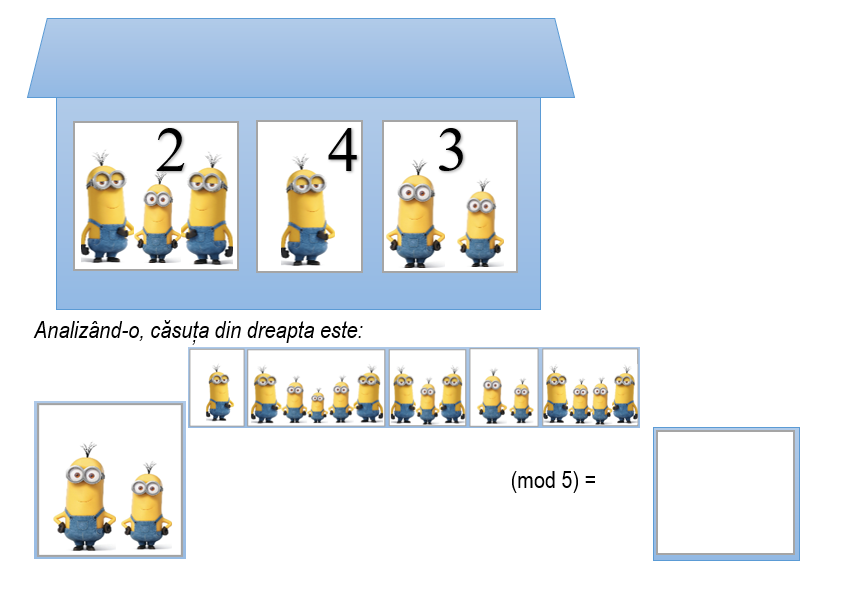 2 4 3
Analizând-o, căsuța din dreapta este:
(mod 5) =